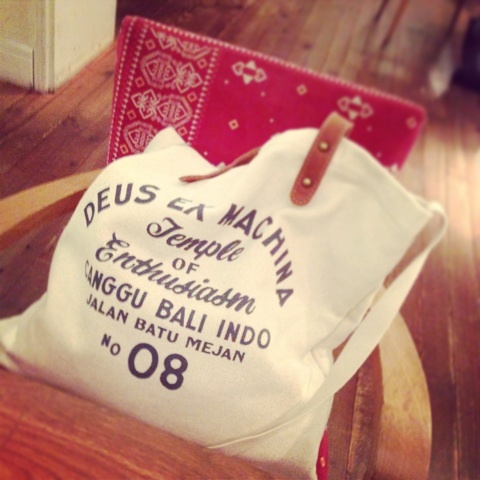 DEUS EX MACHINA
Temple
OF
Enthusiasm
CANGGU BALI INDO
JALAN BATU MEJAN
No 08